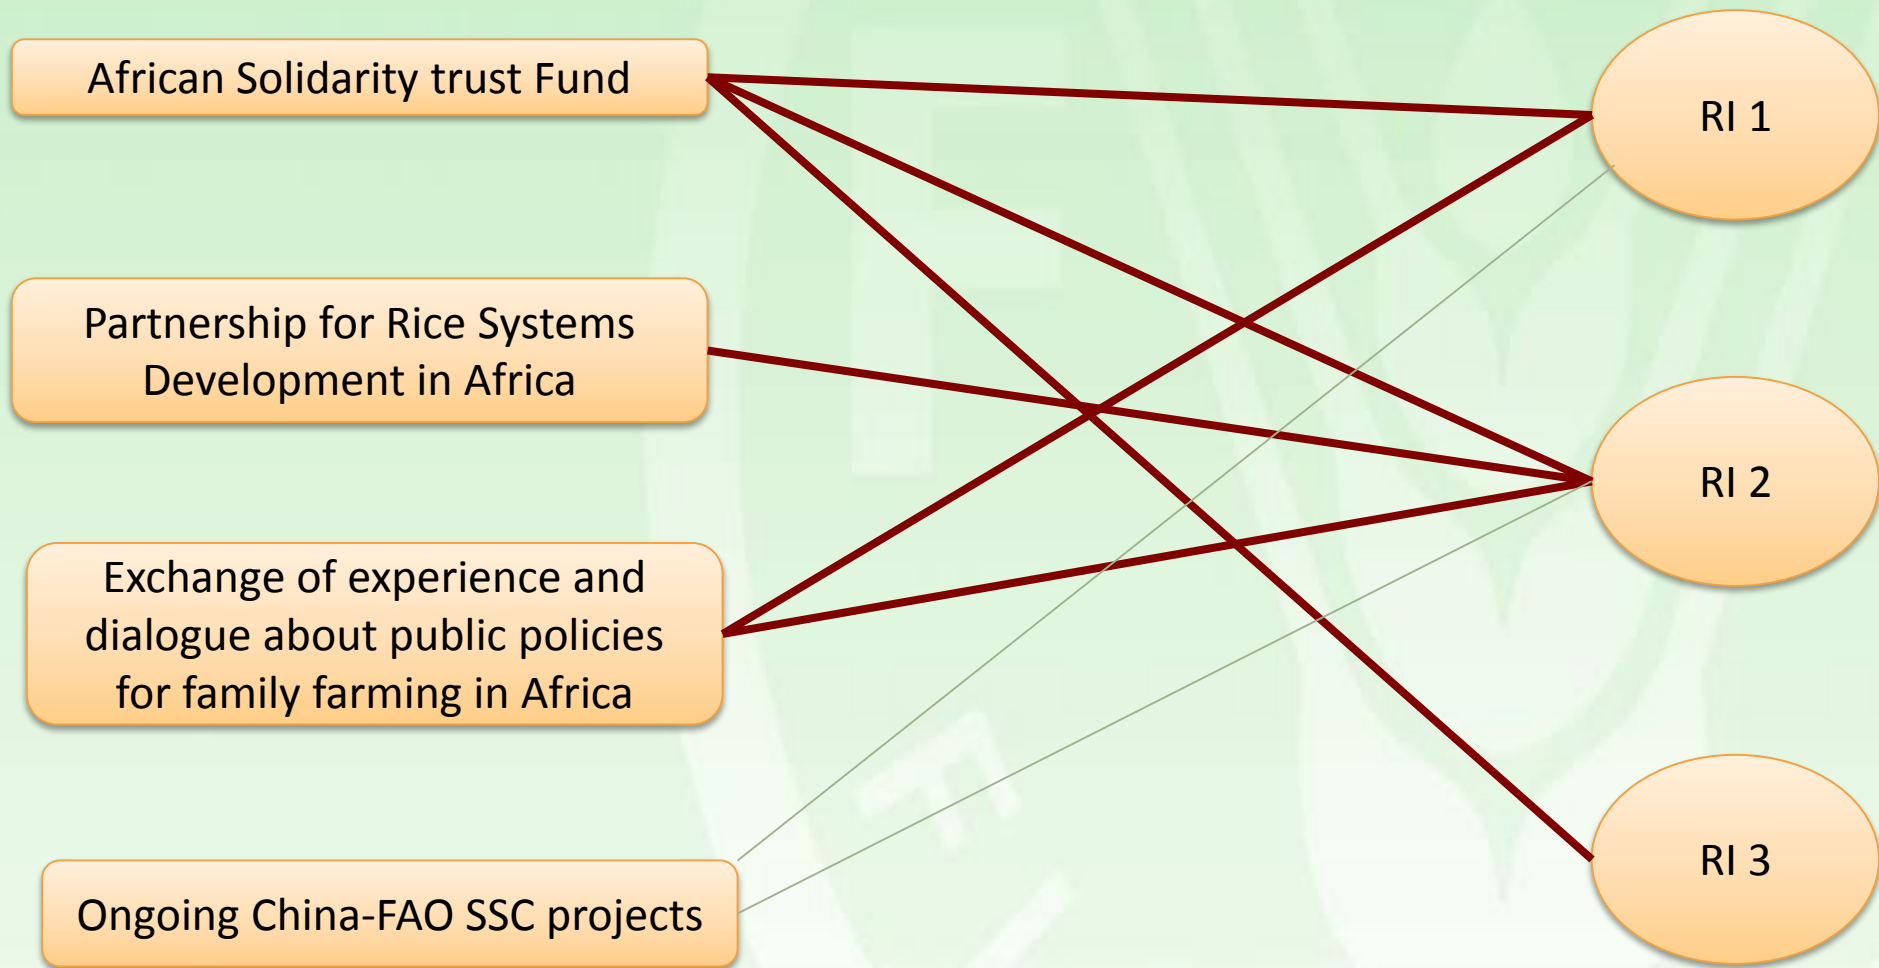 African Solidarity trust Fund
RI 1
Partnership for Rice Systems
Development in Africa
RI 2
Exchange of experience and
dialogue about public policies
for family farming in Africa
RI 3
Ongoing China-FAO SSC projects